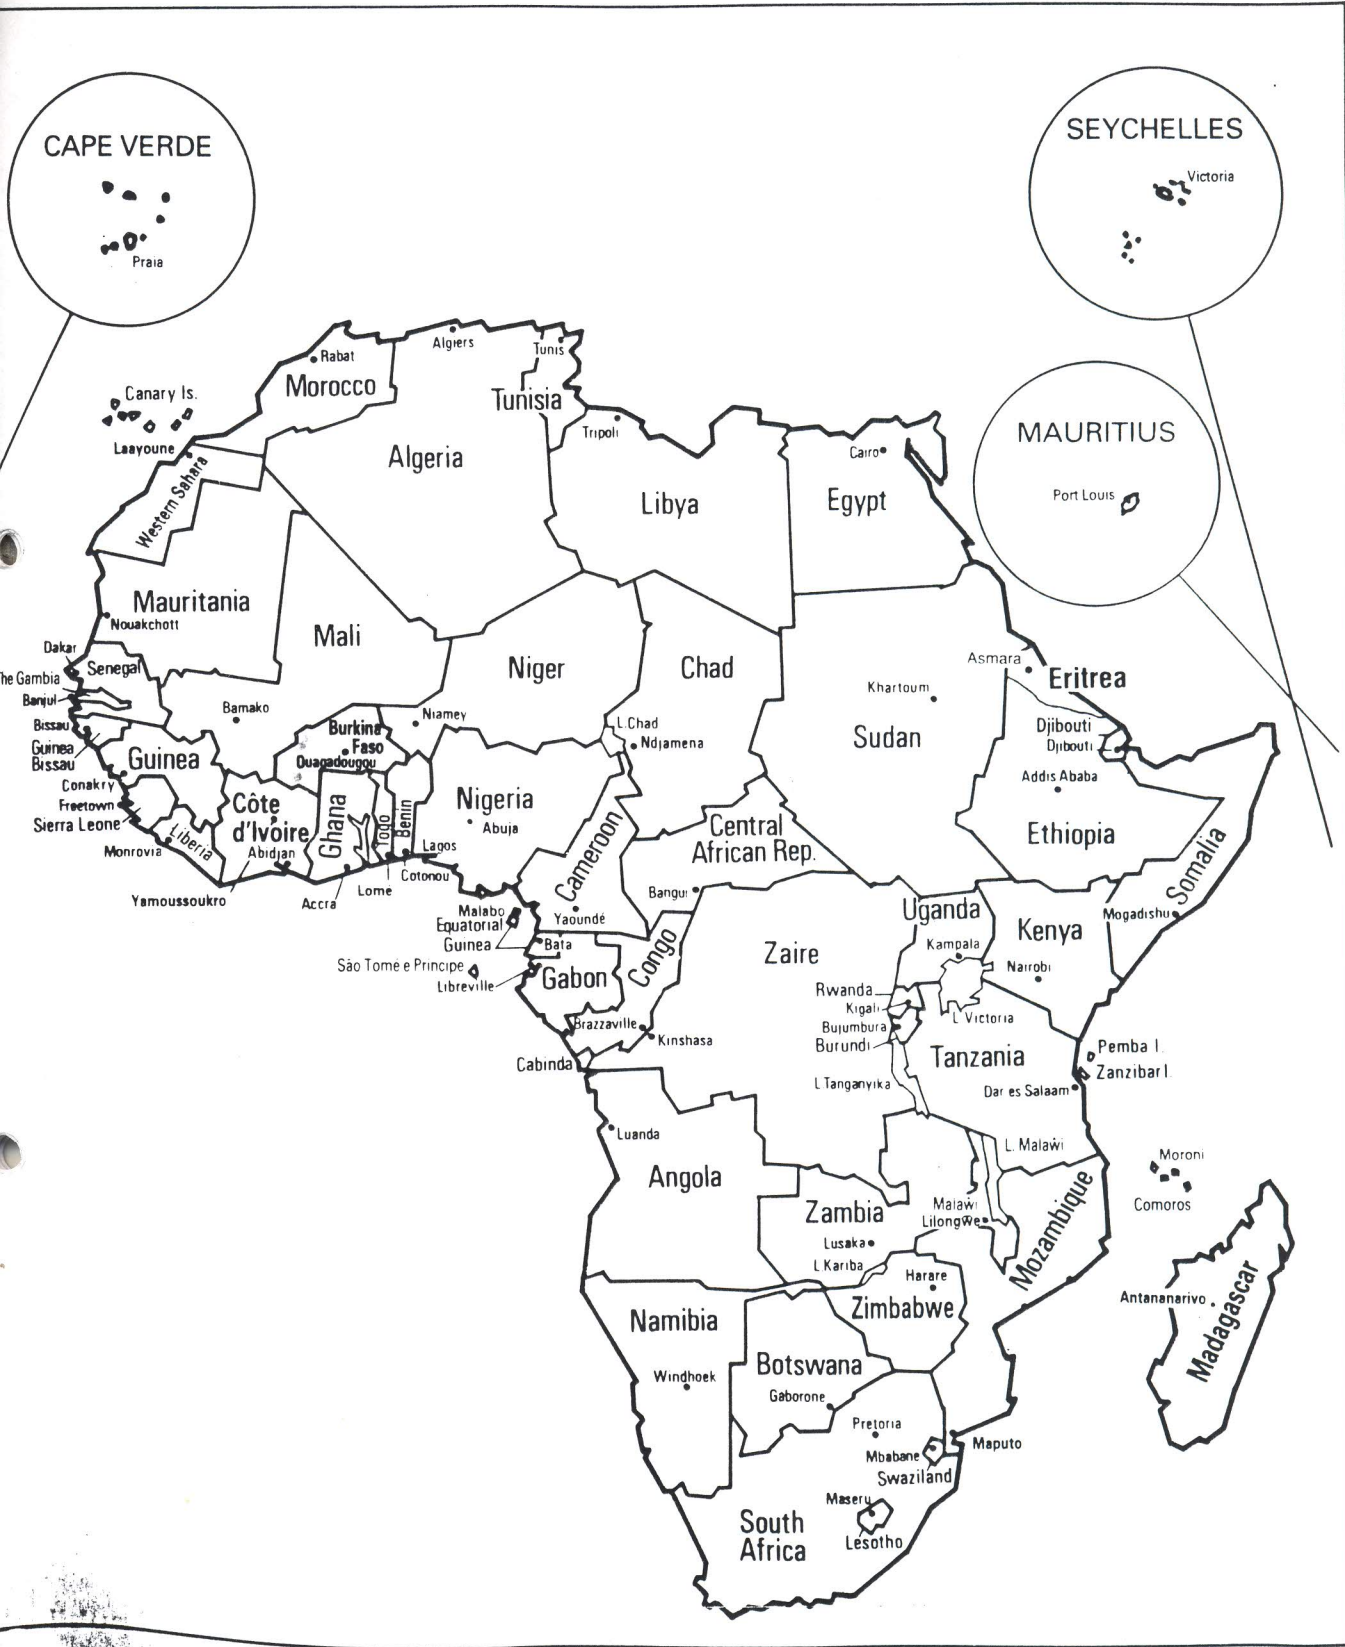 CAPE VERDE
Praia
SEYCHELLES
Victoria
MAURITIUS
Port Louis
Canary Is.
Laayoune
Western Sahara
Rabat
Morocco
Algiers
Tunis
Tunisia
Tripoli
Algeria
Libya
Cairo
Egypt
Mauritania
Nouakchott
Mali
Niger
Chad
Dakar
Senegal
The Gambia
Banjul
Bissau
Guinea
Bissau
Guinea
Conakry
Freetown
Sierra Leone
Monrovia
Liberia
Bamako
Burkina
Faso
Ouagadougou
Niamey
L.Chad
Ndjamena
Khartoum
Sudan
Asmara
Eritrea
Djibouti
Djibouti
Addis Ababa
Ethiopia
Somalia
Mogadishu
Côte
d'Ivoire
Abidjan
Yamoussoukro
Ghana
Accra
Togo
Lome
Benin
Cotonou
Lagos
Nigeria
Abuja
Cameroon
Yaoundé
Central
African Rep.
Bangui
Malabo
Equatorial
Guinea
Bata
São Tomé e Principe
Libreville
Gabon
Congo
Brazzaville
Kinshasa
Cabinda
Zaire
Uganda
Kampala
Kenya
Nairobi
Rwanda
Kigali
Bujumbura
Burundi
L Victoria
Tanzania
L Tanganyika
Dar es Salaam
Pemba I.
Zanzibar I.
Luanda
Angola
Zambia
Lusaka
L Kariba
L. Malawi
Malawi
Lilongwe
Mozambique
Moroni
Comoros
Antananarivo
Madagascar
Harare
Zimbabwe
Namibia
Windhoek
Botswana
Gaborone
Pretoria
Mbabane
Swaziland
Maputo
Maseru
Lesotho
South
Africa